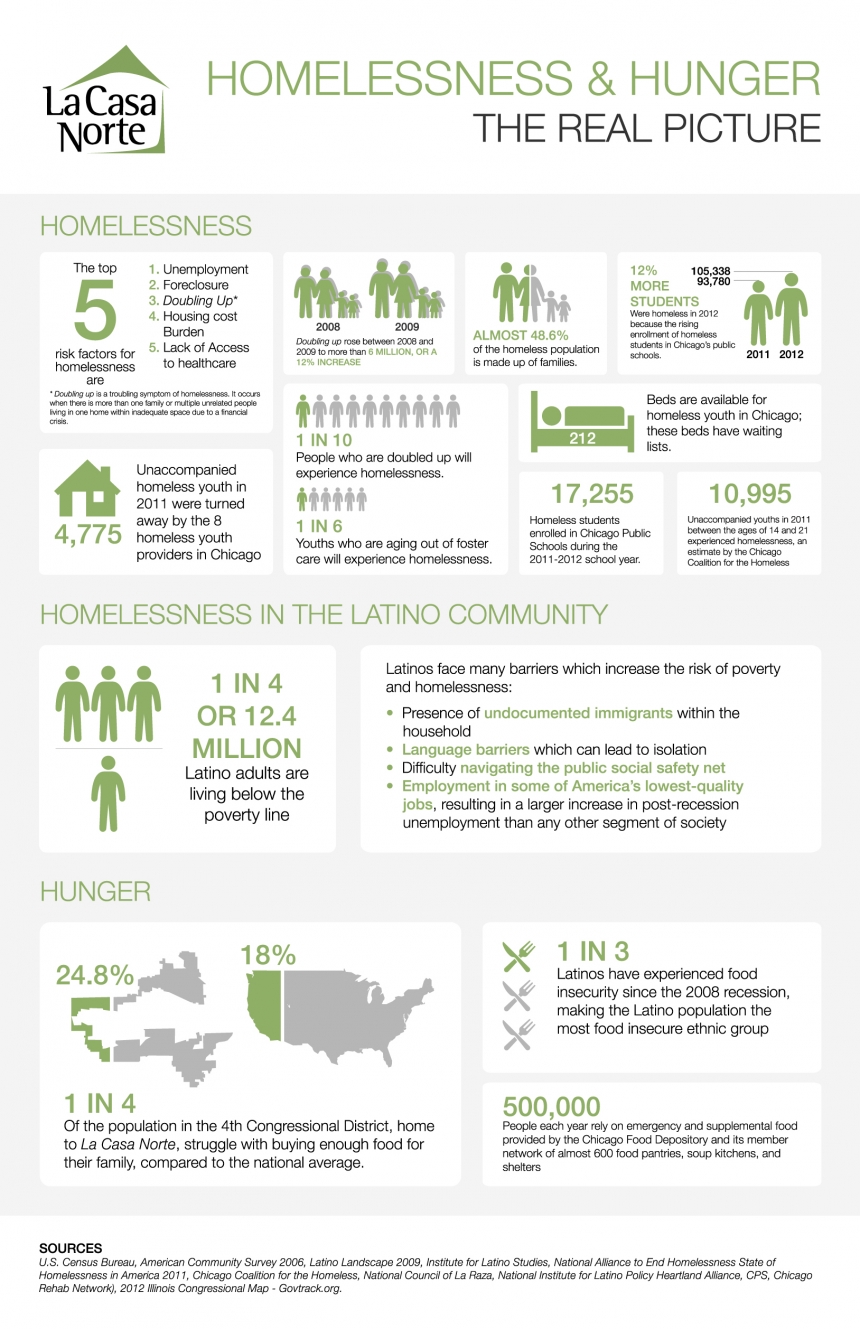 La Casa
Norte
HOMELESSNESS & HUNGER
THE REAL PICTURE
HOMELESSNESS
The top
5
risk factors for
homelessness
are
1. Unemployment
2. Foreclosure
3. Doubling Up*
4. Housing cost
Burden
5. Lack of Access
to healthcare
* Doubling up is a troubling symptom of homelessness. It occurs
when there is more than one family or multiple unrelated people
living in one home within inadequate space due to a financial
crisis.
2008
2009
Doubling up rose between 2008 and
2009 to more than 6 MILLION, OR A
12% INCREASE
ALMOST 48.6%
of the homeless population
is made up of families.
12%
MORE
STUDENTS
Were homeless in 2012
because the rising
enrollment of homeless
students in Chicago's public
schools.
105,338
93,780
2011 2012
4,775
Unaccompanied
homeless youth in
2011 were turned
away by the 8
homeless youth
providers in Chicago
1 IN 10
People who are doubled up will
experience homelessness.
1 IN 6
Youths who are aging out of foster
care will experience homelessness.
212
Beds are available for
homeless youth in Chicago;
these beds have waiting
lists.
17,255
Homeless students
enrolled in Chicago Public
Schools during the
2011-2012 school year.
10,995
Unaccompanied youths in 2011
between the ages of 14 and 21
experienced homelessness, an
estimate by the Chicago
Coalition for the Homeless
HOMELESSNESS IN THE LATINO COMMUNITY
1 IN 4
OR 12.4
MILLION
Latino adults are
living below the
poverty line
Latinos face many barriers which increase the risk of poverty
and homelessness:
• Presence of undocumented immigrants within the
household
• Language barriers which can lead to isolation
• Difficulty navigating the public social safety net
• Employment in some of America's lowest-quality
jobs, resulting in a larger increase in post-recession
unemployment than any other segment of society
HUNGER
24.8%
18%
1 IN 4
Of the population in the 4th Congressional District, home
to La Casa Norte, struggle with buying enough food for
their family, compared to the national average.
1 IN 3
Latinos have experienced food
insecurity since the 2008 recession,
making the Latino population the
most food insecure ethnic group
500,000
People each year rely on emergency and supplemental food
provided by the Chicago Food Depository and its member
network of almost 600 food pantries, soup kitchens, and
shelters
SOURCES
U.S. Census Bureau, American Community Survey 2006, Latino Landscape 2009, Institute for Latino Studies, National Alliance to End Homelessness State of
Homelessness in America 2011, Chicago Coalition for the Homeless, National Council of La Raza, National Institute for Latino Policy Heartland Alliance, CPS, Chicago
Rehab Network), 2012 Illinois Congressional Map - Govtrack.org.